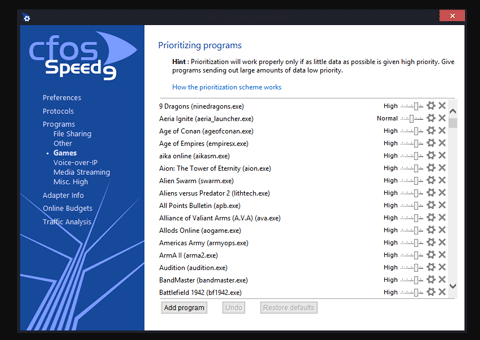 cfos
Speed9
Preferences
Protocols
Programs
File Sharing
Other
Games
Voice-over-IP
Media Streaming
Misc. High
Adapter Info
Online Budgets
Traffic Analysis
Prioritizing programs
Hint : Prioritization will work properly only if as little data as possible is given high priority. Give
programs sending out large amounts of data low priority.
How the prioritization scheme works
9 Dragons (ninedragons.exe) High
Aeria Ignite (aeria_launcher.exe) Normal
Age of Conan (ageofconan.exe) High
Age of Empires (empiresx.exe) High
aika online (aikasm.exe) High
Aion: The Tower of Eternity (aion.exe) High
Alien Swarm (swarm.exe) High
Aliens versus Predator 2 (lithtech.exe) High
All Points Bulletin (apb.exe) High
Alliance of Valiant Arms (A.V.A) (ava.exe) High
Allods Online (aogame.exe) High
Americas Army (armyops.exe) High
ArmA II (arma2.exe) High
Audition (audition.exe) High
BandMaster (bandmaster.exe) High
Battlefield 1942 (bf1942.exe) High
Add program Undo Restore defaults